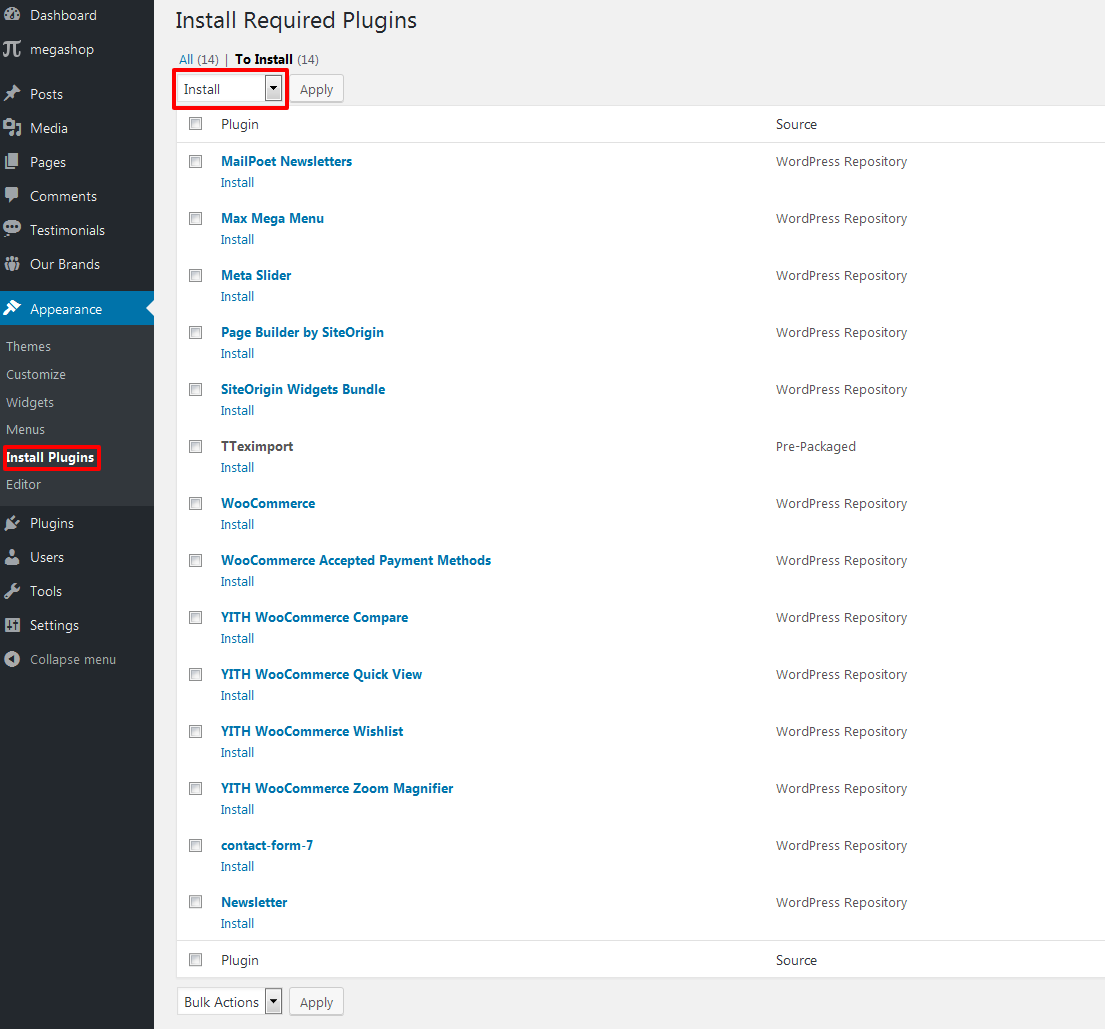 Dashboard
megashop
Posts
Media
Pages
Comments
Testimonials
Our Brands
Appearance
Themes
Customize
Widgets
Menus
Install Plugins
Editor
Plugins
Users
Tools
Settings
Collapse menu
Install Required Plugins
All (14) | To Install (14)
Install Apply
Plugin Source
MailPoet Newsletters WordPress Repository
Install
Max Mega Menu WordPress Repository
Install
Meta Slider WordPress Repository
Install
Page Builder by SiteOrigin WordPress Repository
Install
SiteOrigin Widgets Bundle WordPress Repository
Install
TTeximport Pre-Packaged
Install
WooCommerce WordPress Repository
Install
WooCommerce Accepted Payment Methods WordPress Repository
Install
YITH WooCommerce Compare WordPress Repository
Install
YITH WooCommerce Quick View WordPress Repository
Install
YITH WooCommerce Wishlist WordPress Repository
Install
YITH WooCommerce Zoom Magnifier WordPress Repository
Install
contact-form-7 WordPress Repository
Install
Newsletter WordPress Repository
Install
Plugin Source
Bulk Actions Apply